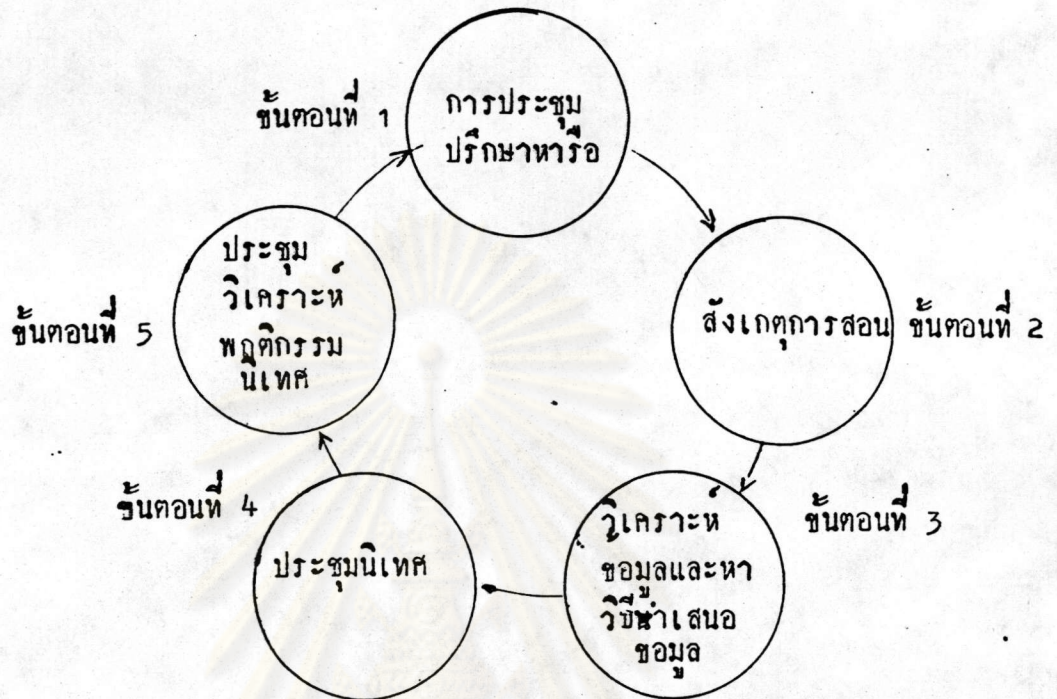 ขั้นตอนที่ 1
การประชุม
ปรึกษาหารือ
สังเกตุการสอน
ขั้นตอนที่ 2
ขั้นตอนที่ 3
วิเคราะห์
ขอมูลและหา
วิธีนำเสนอ
ขอมูล
ขั้นตอนที่ 4
ประชุมนิเทศ
ขั้นตอนที่ 5
ประชุม
วิเคราะห์
พฤติกรรม
นิเทศ